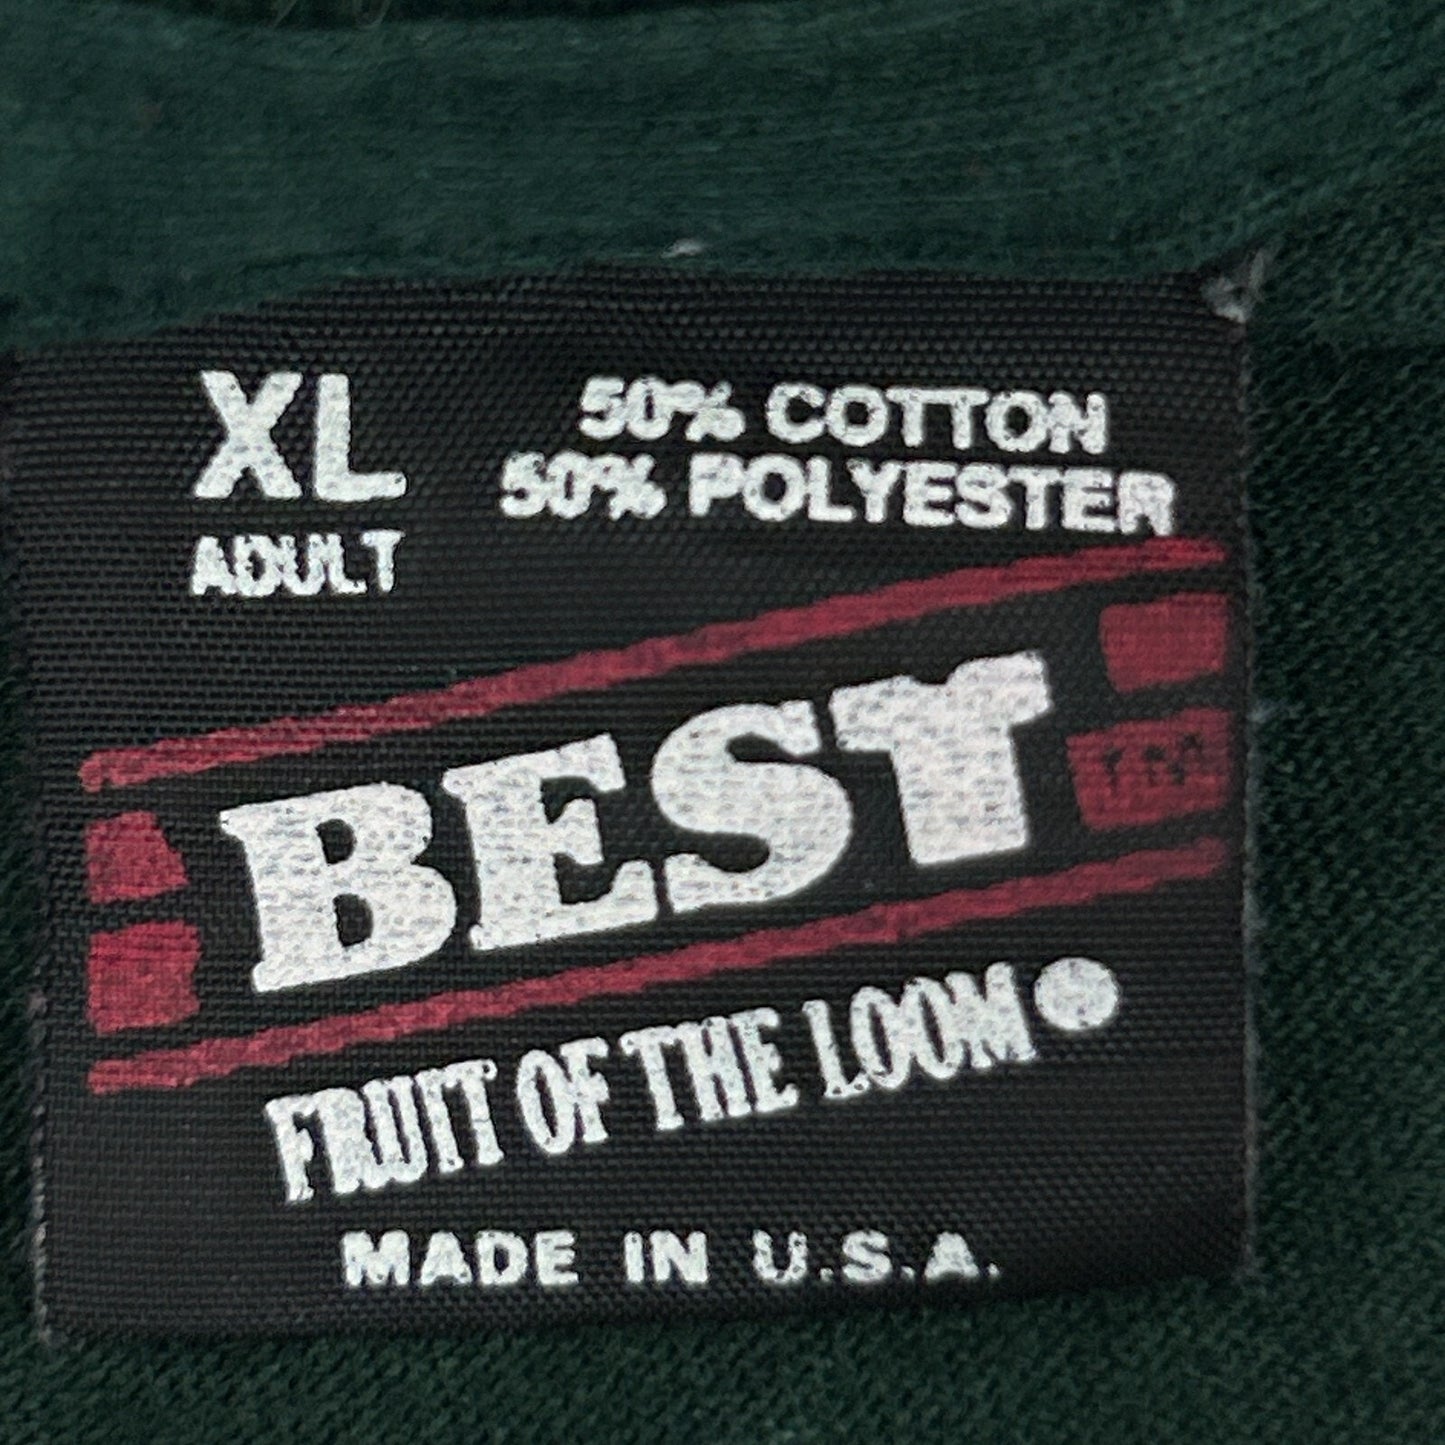 XL
ADULT
50% COTTON
50% POLYESTER
BEST
TM
FRUIT OF THE LOOM
MADE IN U.S.A.